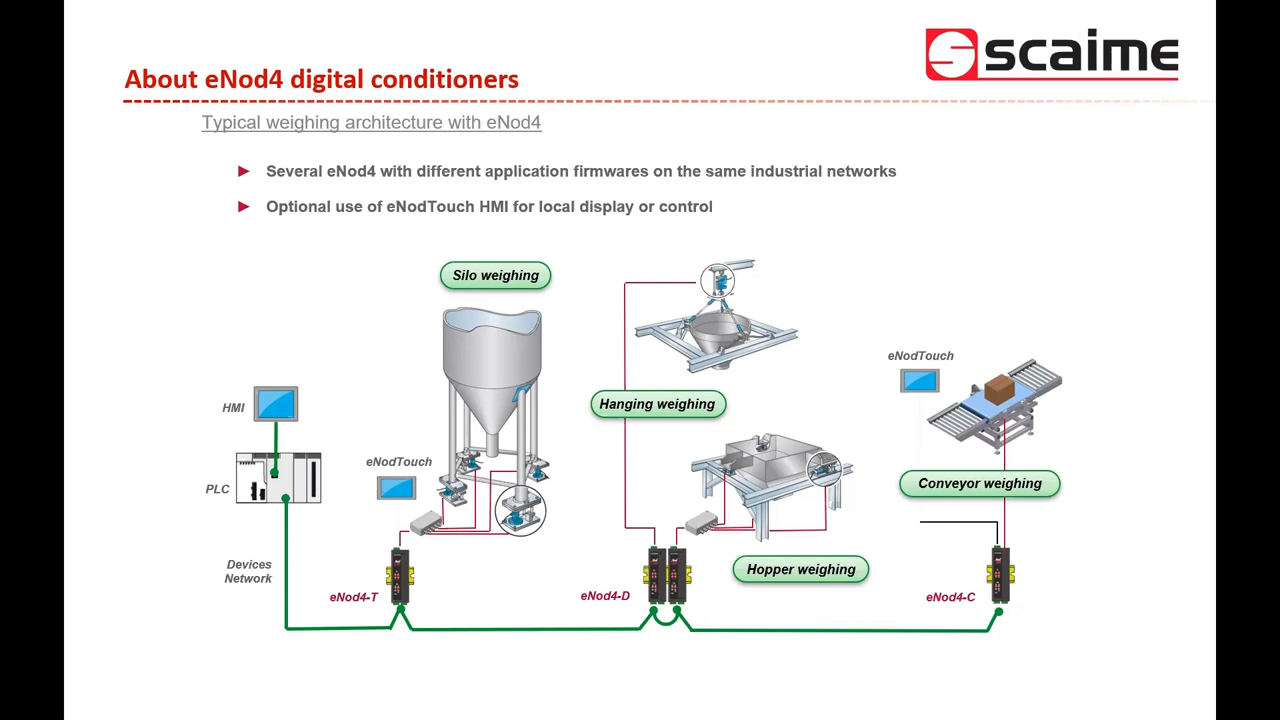 scaime
About eNod4 digital conditioners
Typical weighing architecture with eNod4
Several eNod4 with different application firmwares on the same industrial networks
Optional use of eNodTouch HMI for local display or control
Silo weighing
eNodTouch
HMI
Hanging weighing
eNodTouch
PLC
Conveyor weighing
Devices
Network
Hopper weighing
eNod4-T
eNod4-D
eNod4-C